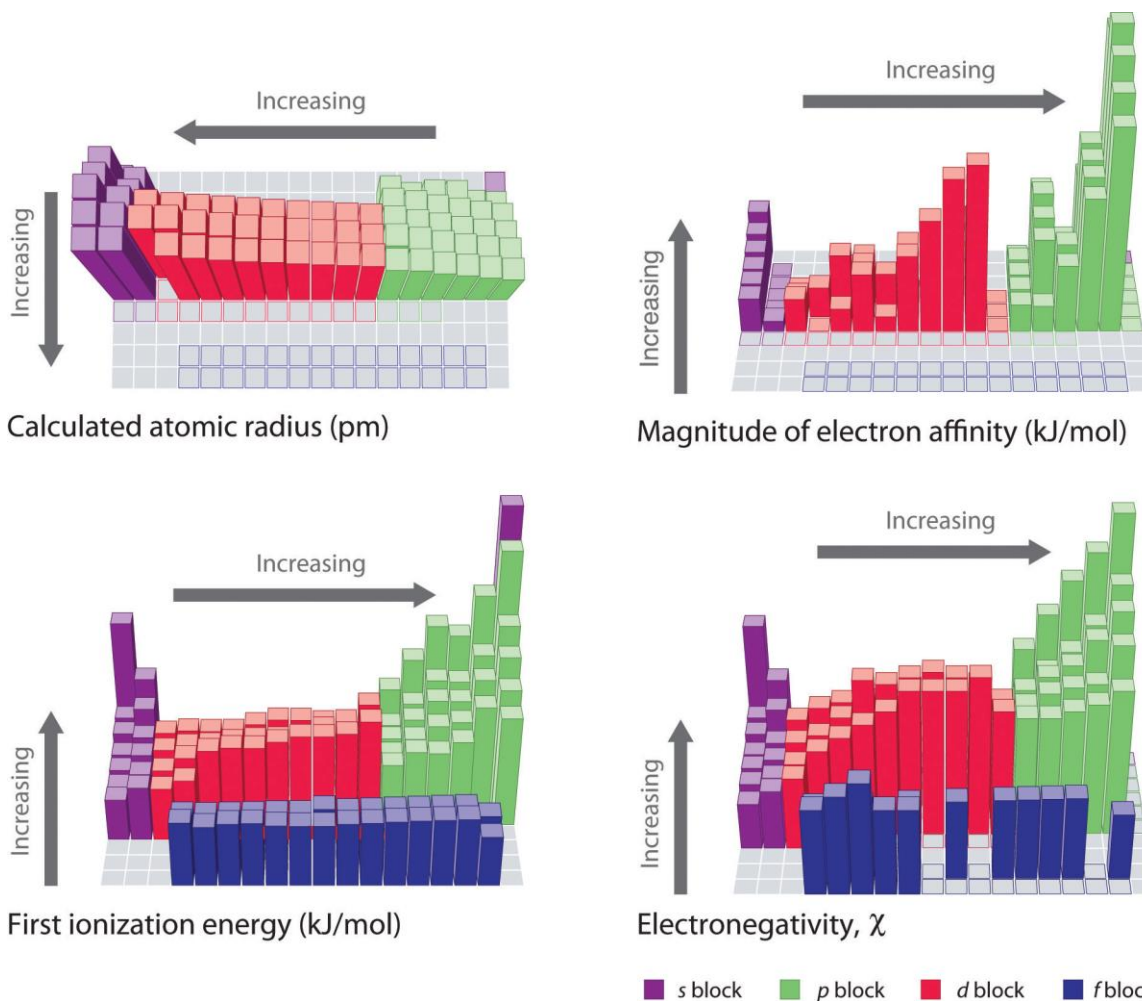 Increasing
Increasing
Calculated atomic radius (pm)
Increasing
Increasing
Magnitude of electron affinity (kJ/mol)
Increasing
Increasing
First ionization energy (kJ/mol)
Increasing
Increasing
Electronegativity, χ
s block p block d block f bloc